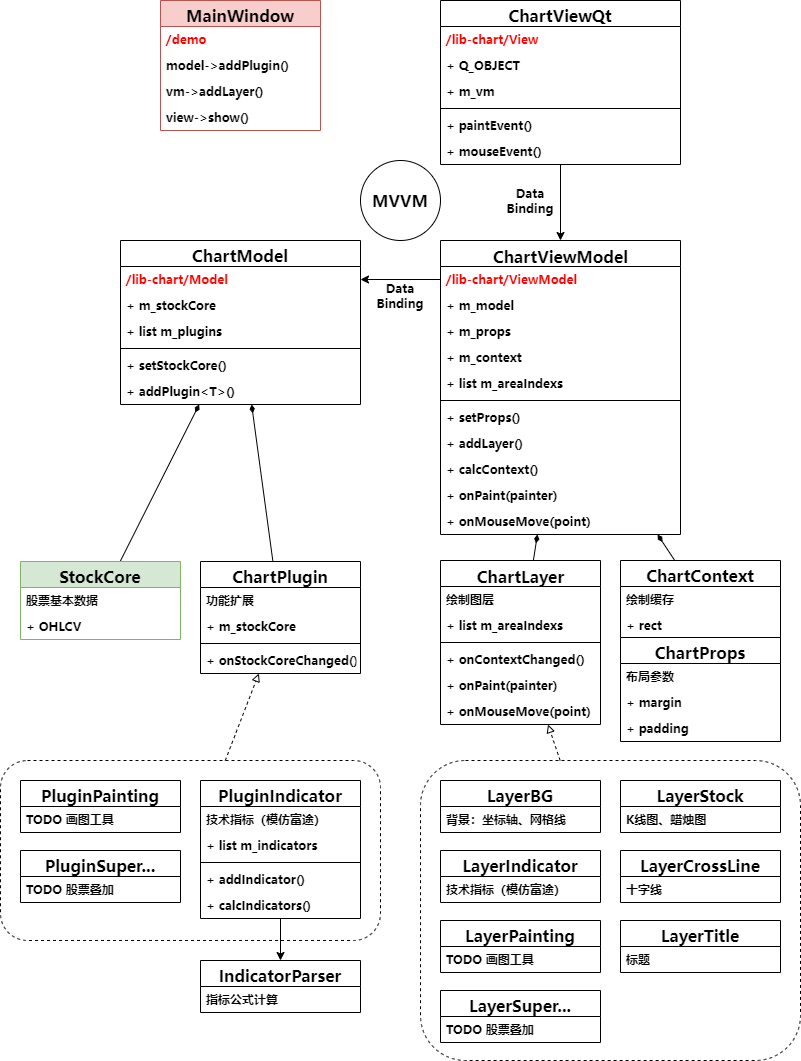 MainWindow
/demo
model->addPlugin()
vm->addLayer()
view->show()
ChartViewQt
/lib-chart/View
+ Q_OBJECT
+ m_vm
+ paintEvent()
+ mouseEvent()
MVVM
Data
Binding
ChartModel
/lib-chart/Model
+ m_stockCore
+ list m_plugins
+ setStockCore()
+ addPlugin<T>()
Data
Binding
ChartViewModel
/lib-chart/ViewModel
+ m_model
+ m_props
+ m_context
+ list m_areaIndexs
+ setProps()
+ addLayer()
+ calcContext()
+ onPaint(painter)
+ onMouseMove(point)
StockCore
股票基本数据
+ OHLCV
ChartPlugin
功能扩展
+ m_stockCore
+ onStockCoreChanged()
ChartLayer
绘制图层
+ list m_areaIndexs
+ onContextChanged()
+ onPaint(painter)
+ onMouseMove(point)
ChartContext
绘制缓存
+ rect
ChartProps
布局参数
+ margin
+ padding
PluginPainting
TODO 画图工具
PluginSuper...
TODO 股票叠加
PluginIndicator
技术指标（模仿富途）
+ list m_indicators
+ addIndicator()
+ calcIndicators()
IndicatorParser
指标公式计算
LayerBG
背景：坐标轴、网格线
LayerStock
K线图、蜡烛图
LayerIndicator
技术指标（模仿富途）
LayerCrossLine
十字线
LayerPainting
TODO 画图工具
LayerTitle
标题
LayerSuper...
TODO 股票叠加